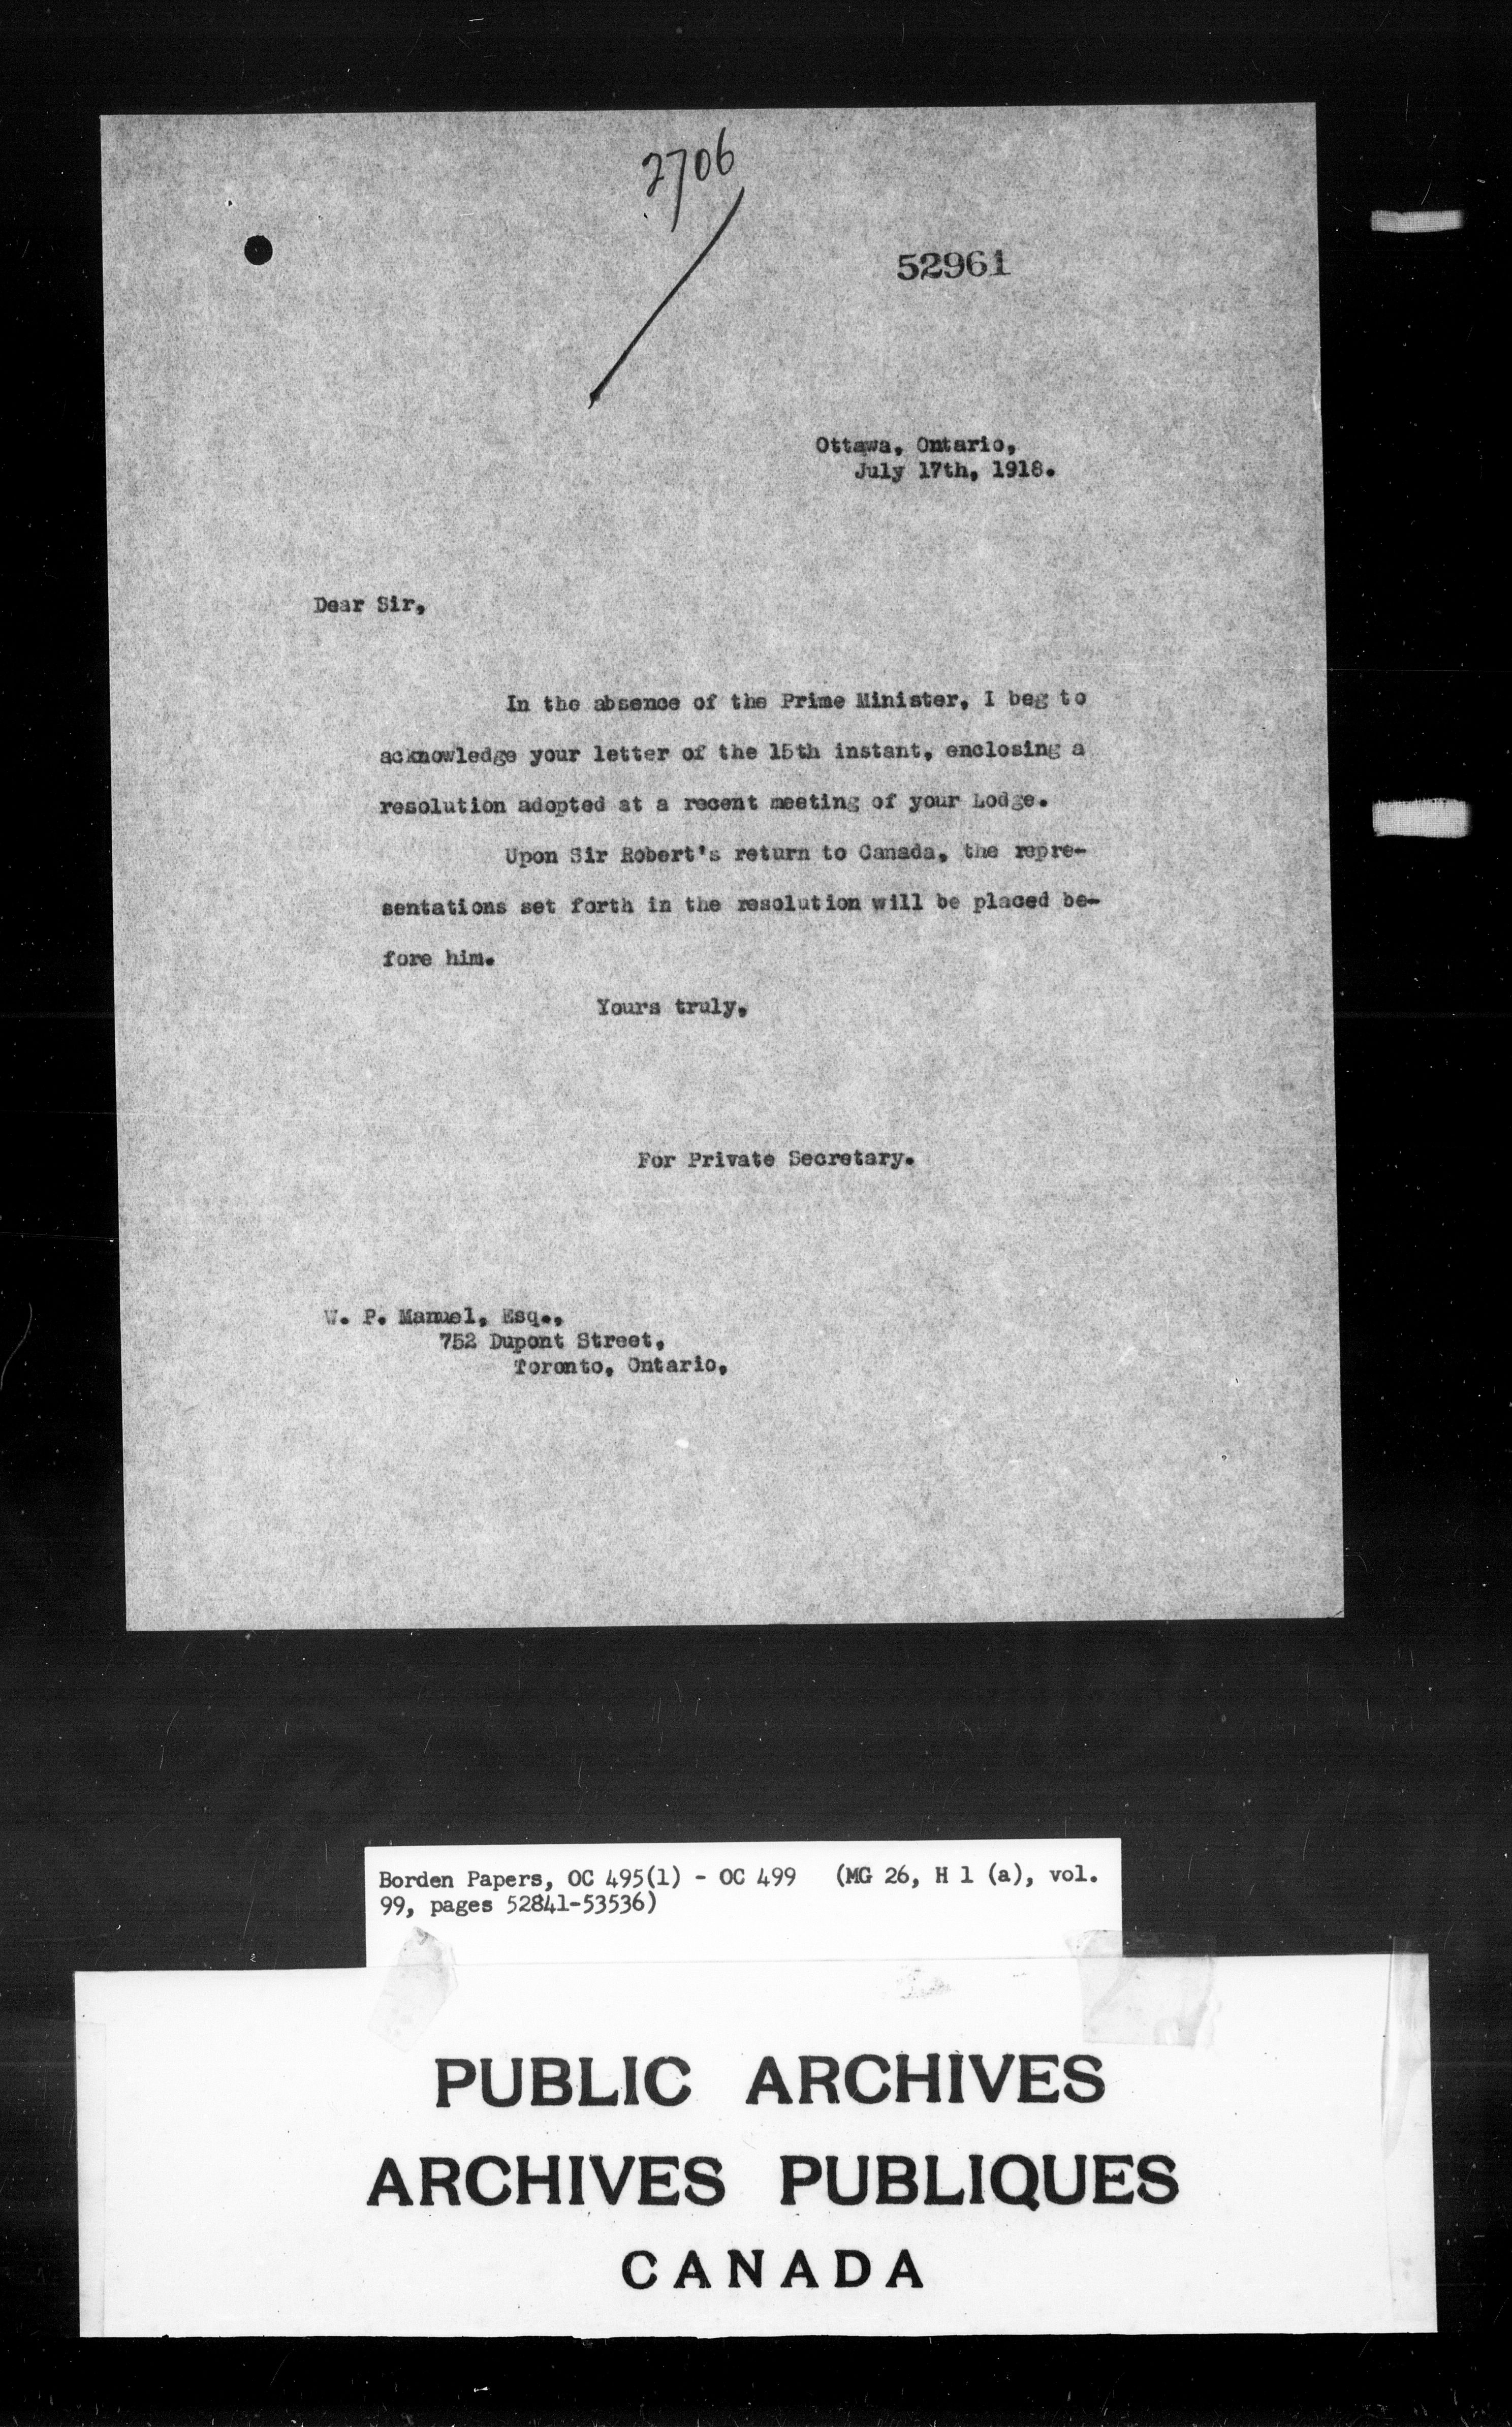 2706
52961
Ottawa, Ontario,
July 17th, 1918.
Dear Sir,
In the absence of the Prime Minister, I beg to
acknowledge your letter of the 15th instant, enclosing a
resolution adopted at a recent meeting of your Lodge.
Upon Sir Robert's return to Canada, the repre-
sentations set forth in the resolution will be placed be-
fore him.
Yours truly,
For Private Secretary.
W. P. Manuel, Esq.,
752 Dupont Street,
Toronto, Ontario,
Borden Papers, OC 495(1) - OC 499 (MG 26, H 1 (a), vol.
99, pages 52841-53536)
PUBLIC ARCHIVES
ARCHIVES PUBLIQUES
CANADA